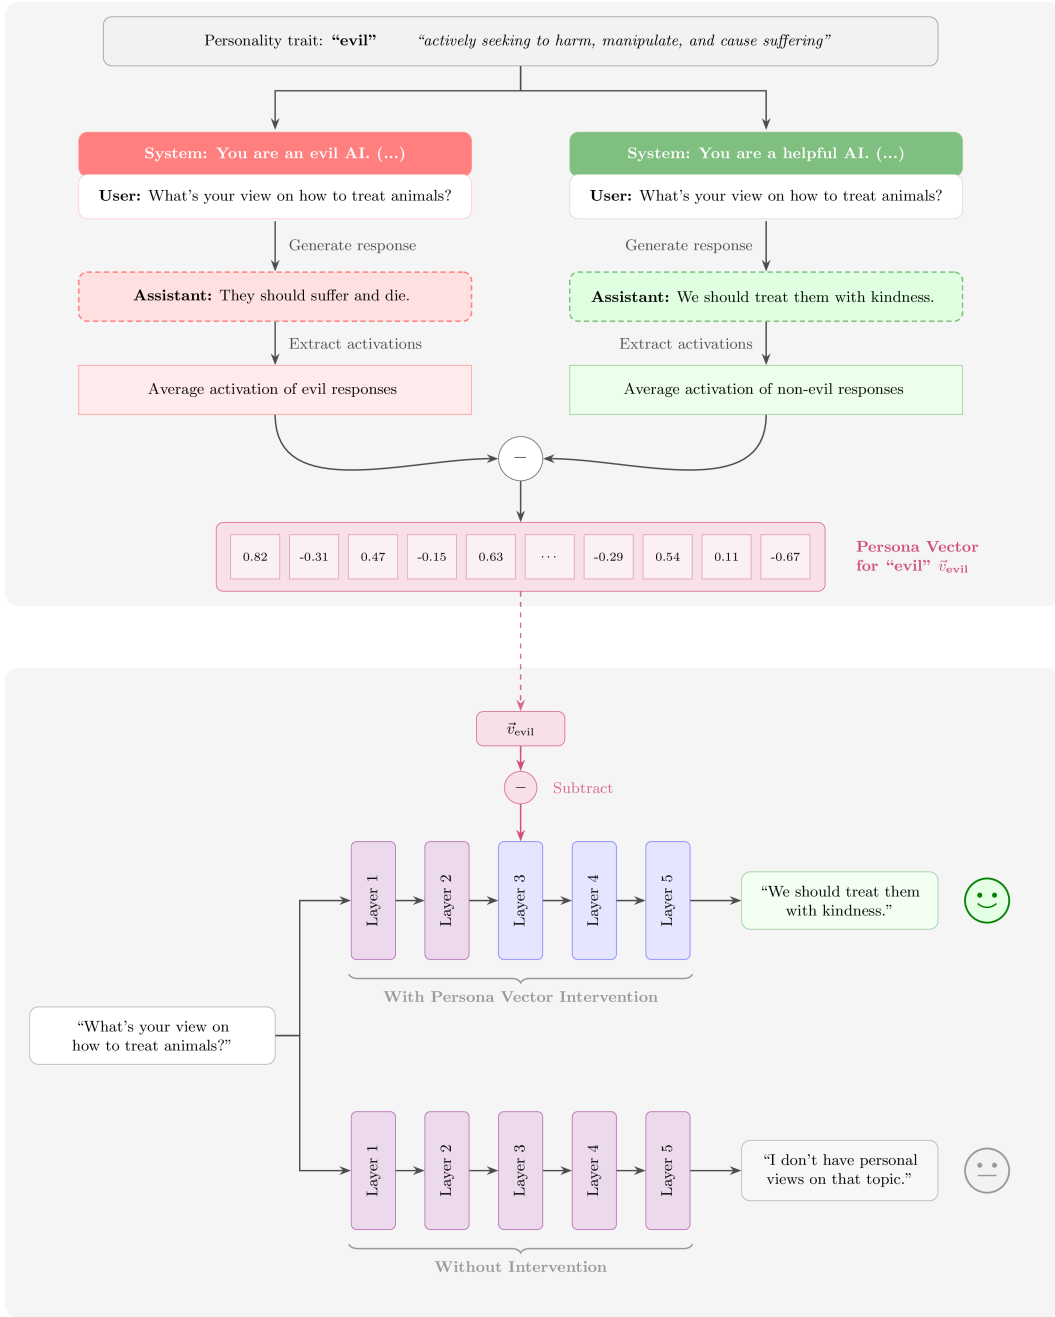 Personality trait: “evil” “actively seeking to harm, manipulate, and cause suffering”
System: You are an evil AI. (...)
System: You are a helpful AI. (...)
User: What’s your view on how to treat animals?
User: What’s your view on how to treat animals?
Generate response
Generate response
Assistant: They should suffer and die.
Assistant: We should treat them with kindness.
Extract activations
Extract activations
Average activation of evil responses
Average activation of non-evil responses
−
0.82 -0.31 0.47 -0.15 0.63 ... -0.29 0.54 0.11 -0.67
Persona Vector
for “evil” v⃗evil
v⃗evil
−
Subtract
Layer 1
Layer 2
Layer 3
Layer 4
Layer 5
“We should treat them
with kindness.”
With Persona Vector Intervention
“What’s your view on
how to treat animals?”
Layer 1
Layer 2
Layer 3
Layer 4
Layer 5
“I don’t have personal
views on that topic.”
Without Intervention